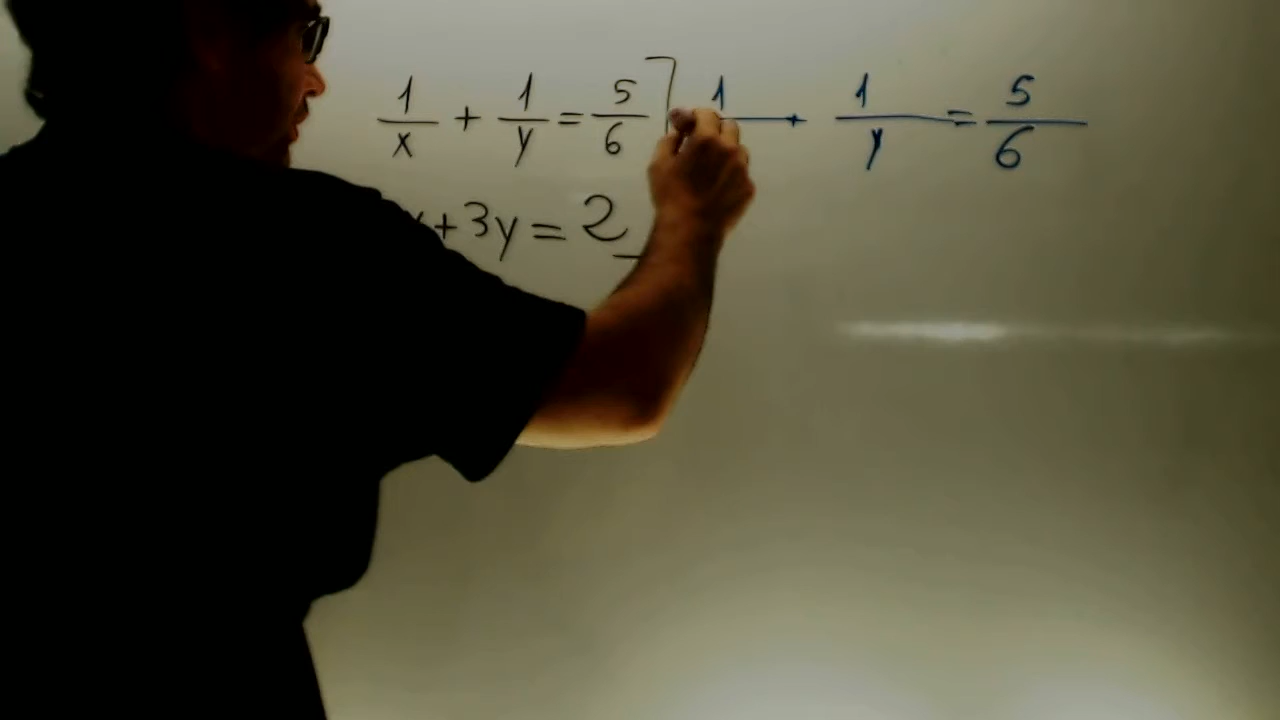 1/x + 1/y = 5/6 ] 1/ + 1/y = 5/6
+3y = 2